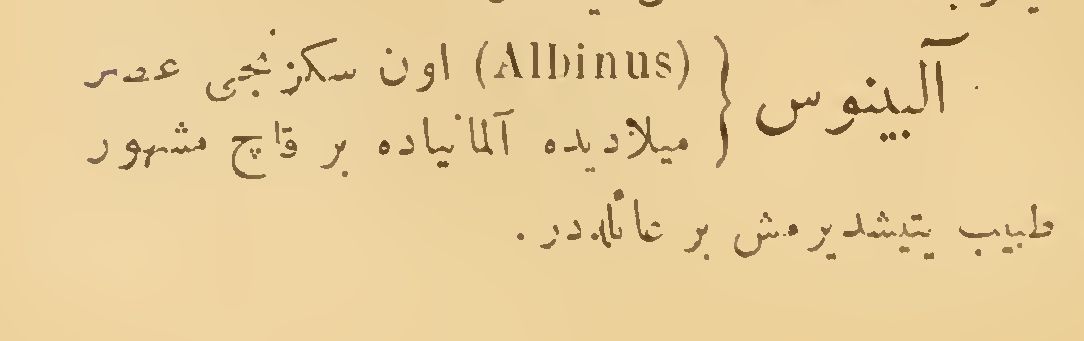 آلبینوس { (Albinus) اون سکزنجی عصر
میلادیده آلمانیاده بر قاچ مشهور
طبیب یتیشدیرمش بر عائله‌در .